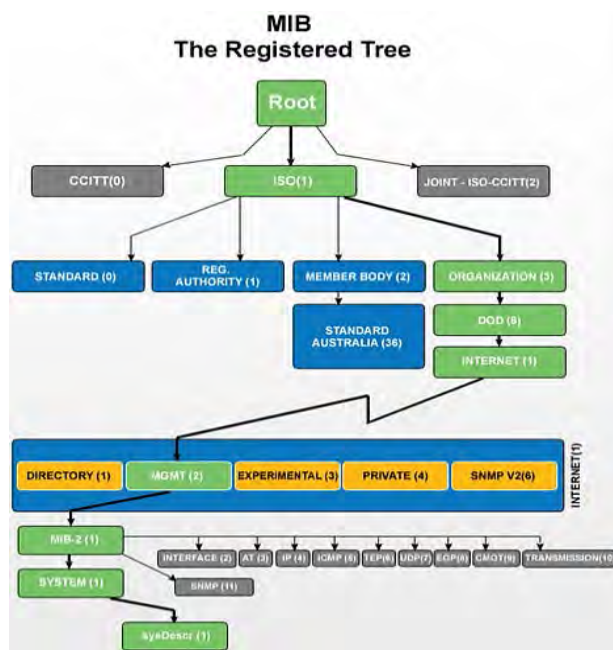 MIB
The Registered Tree
Root
CCITT(0)
ISO(1)
JOINT - ISO-CCITT(2)
STANDARD (0)
REG.
AUTHORITY (1)
MEMBER BODY (2)
ORGANIZATION (3)
STANDARD
AUSTRALIA (36)
DOD (6)
INTERNET (1)
INTERNET(1)
DIRECTORY (1)
MGMT (2)
EXPERIMENTAL (3)
PRIVATE (4)
SNMP V2(6)
MIB-2 (1)
INTERFACE (2)
AT (3)
IP (4)
ICMP (5)
TEP(6)
UDP(7)
EGP(8)
CMOT(9)
TRANSMISSION(10)
SYSTEM (1)
SNMP (11)
sysDescr (1)